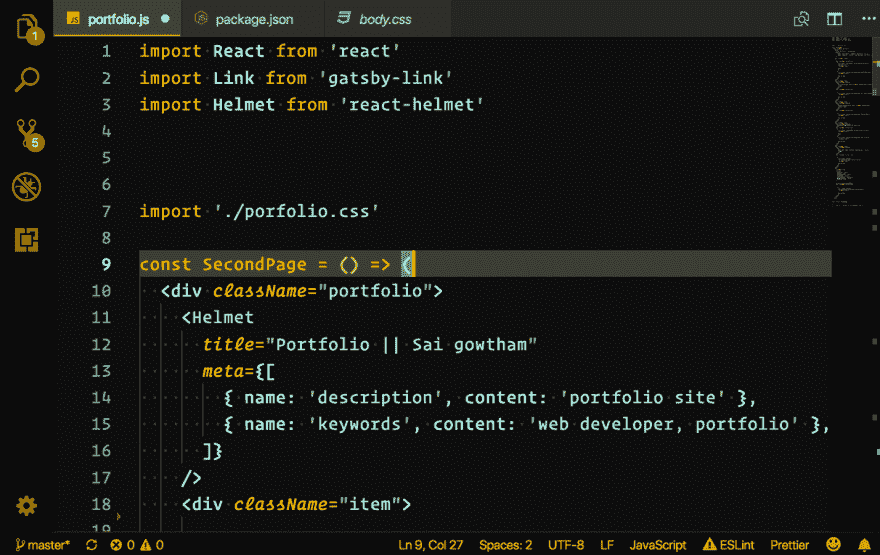 portfolio.js package.json body.css
1
1 import React from 'react'
2 import Link from 'gatsby-link'
3 import Helmet from 'react-helmet'
4
5
5
6
7 import './porfolio.css'
8
9 const SecondPage = () => (
10 <div className="portfolio">
11 <Helmet
12 title="Portfolio || Sai gowtham"
13 meta={[
14 { name: 'description', content: 'portfolio site' },
15 { name: 'keywords', content: 'web developer, portfolio' },
16 ]}
17 />
18 <div className="item">
19
master* 0 0 Ln 9, Col 27 Spaces: 2 UTF-8 LF JavaScript ESLint Prettier